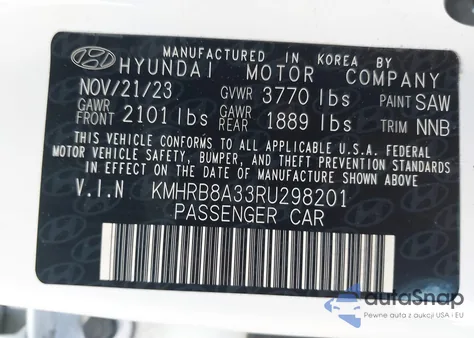 MANUFACTURED IN KOREA BY
HYUNDAI MOTOR COMPANY
NOV/21/23 GVWR 3770 lbs PAINT SAW
GAWR FRONT 2101 lbs GAWR REAR 1889 lbs TRIM NNB
THIS VEHICLE CONFORMS TO ALL APPLICABLE U.S.A. FEDERAL
MOTOR VEHICLE SAFETY, BUMPER, AND THEFT PREVENTION STANDARDS
IN EFFECT ON THE DATE OF MANUFACTURE SHOWN ABOVE.
V.I.N KMHRB8A33RU298201
PASSENGER CAR
autoSnap
Pewne auta z aukcji USA i EU